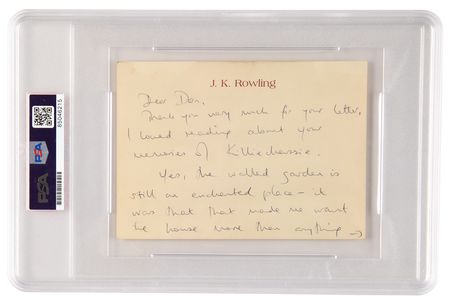 J. K. Rowling
Dear Don,
Thank you very much for your letter,
I loved reading about your
memories of Killiechassie.
Yes, the walled garden is
still an enchanted place – it
was that that made me want
the house more than anything →
PSA
85046215